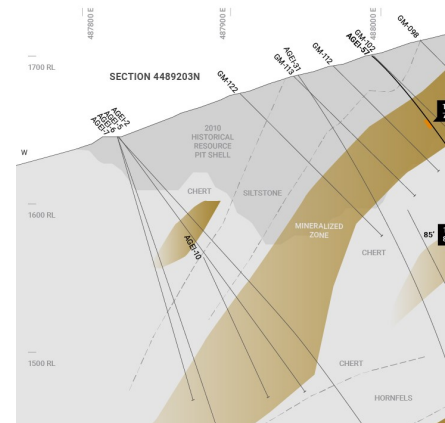 487800 E
487900 E
488000 E
1700 RL
1600 RL
1500 RL
SECTION 4489203N
W
AGEI-2
AGEI-5
AGEI-6
AGEI-7
GM-122
AGEI-31
GM-113
GM-112
GM-102
AGEI-57
GM-098
2010
HISTORICAL
RESOURCE
PIT SHELL
CHERT
SILTSTONE
MINERALIZED
ZONE
CHERT
85'
AGEI-10
CHERT
HORNFELS